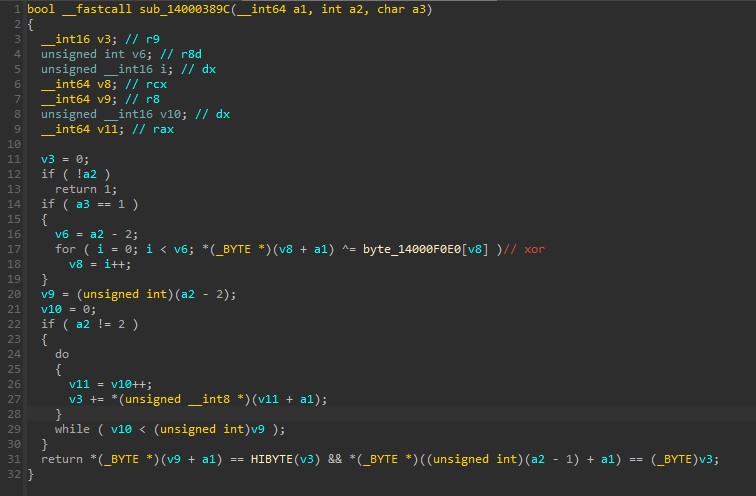 1 bool __fastcall sub_14000389C(__int64 a1, int a2, char a3)
2 {
3   __int16 v3; // r9
4   unsigned int v6; // r8d
5   unsigned __int16 i; // dx
6   __int64 v8; // rcx
7   __int64 v9; // r8
8   unsigned __int16 v10; // dx
9   __int64 v11; // rax
10
11   v3 = 0;
12   if ( !a2 )
13     return 1;
14   if ( a3 == 1 )
15   {
16     v6 = a2 - 2;
17     for ( i = 0; i < v6; *(_BYTE *)(v8 + a1) ^= byte_14000F0E0[v8] )// xor
18       v8 = i++;
19   }
20   v9 = (unsigned int)(a2 - 2);
21   v10 = 0;
22   if ( a2 != 2 )
23   {
24     do
25     {
26       v11 = v10++;
27       v3 += *(unsigned __int8 *)(v11 + a1);
28     }
29     while ( v10 < (unsigned int)v9 );
30   }
31   return *(_BYTE *)(v9 + a1) == HIBYTE(v3) && *(_BYTE *)((unsigned int)(a2 - 1) + a1) == (_BYTE)v3;
32 }